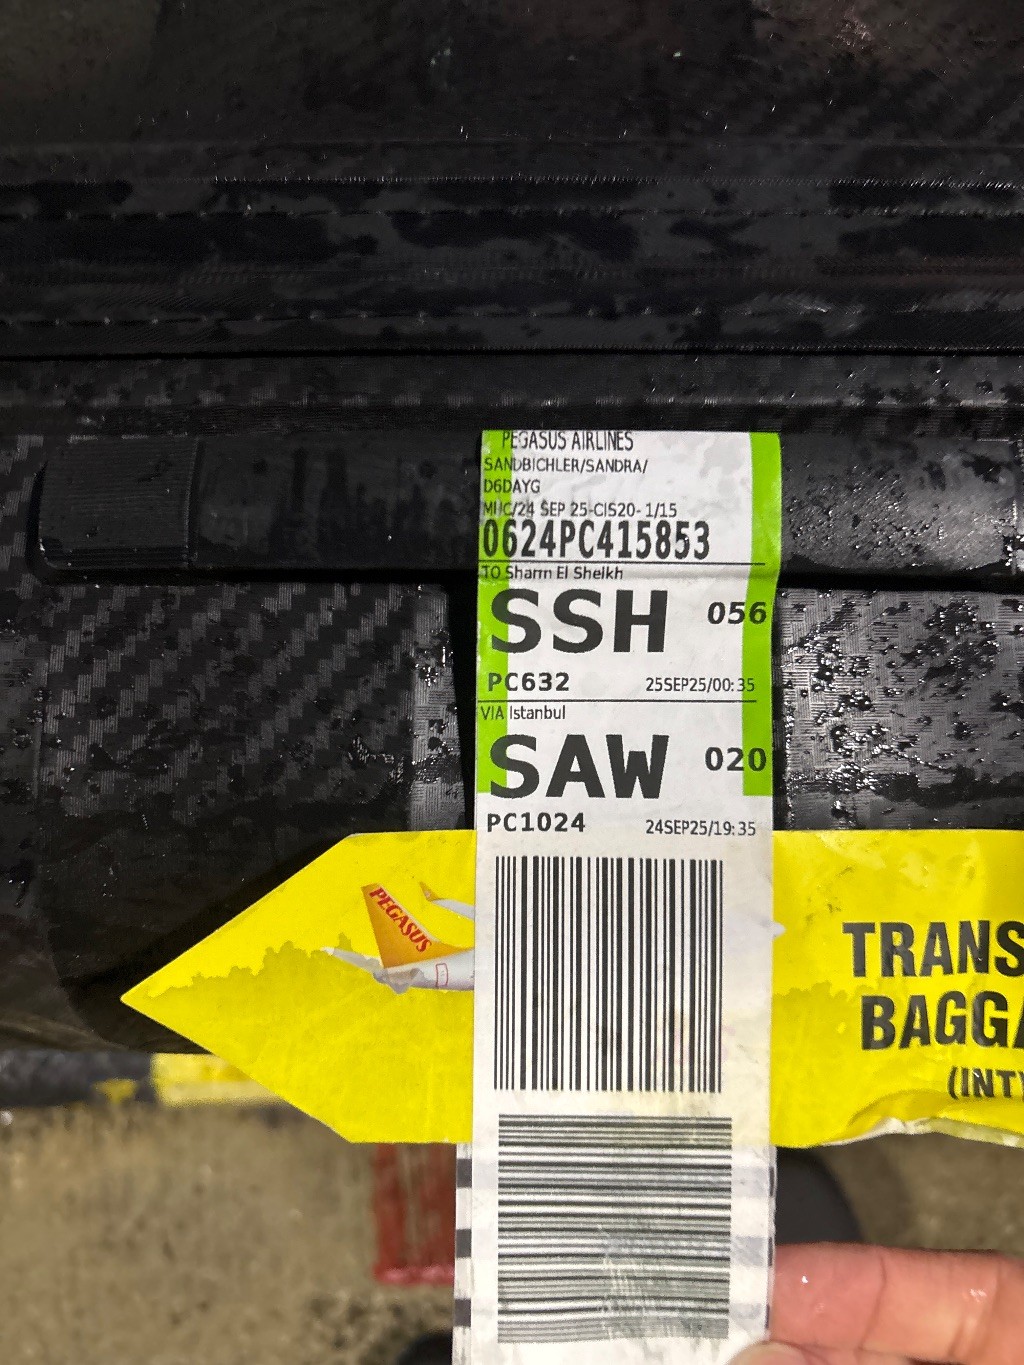 PEGASUS AIRLINES
SANDBICHLER/SANDRA/
D6DAYG
MUC/24 SEP 25-CIS20- 1/15
0624PC415853
TO Sharm El Sheikh
SSH 056
PC632 25SEP25/00:35
VIA Istanbul
SAW 020
PC1024 24SEP25/19:35
PEGASUS
TRANS
BAGGA
(INT